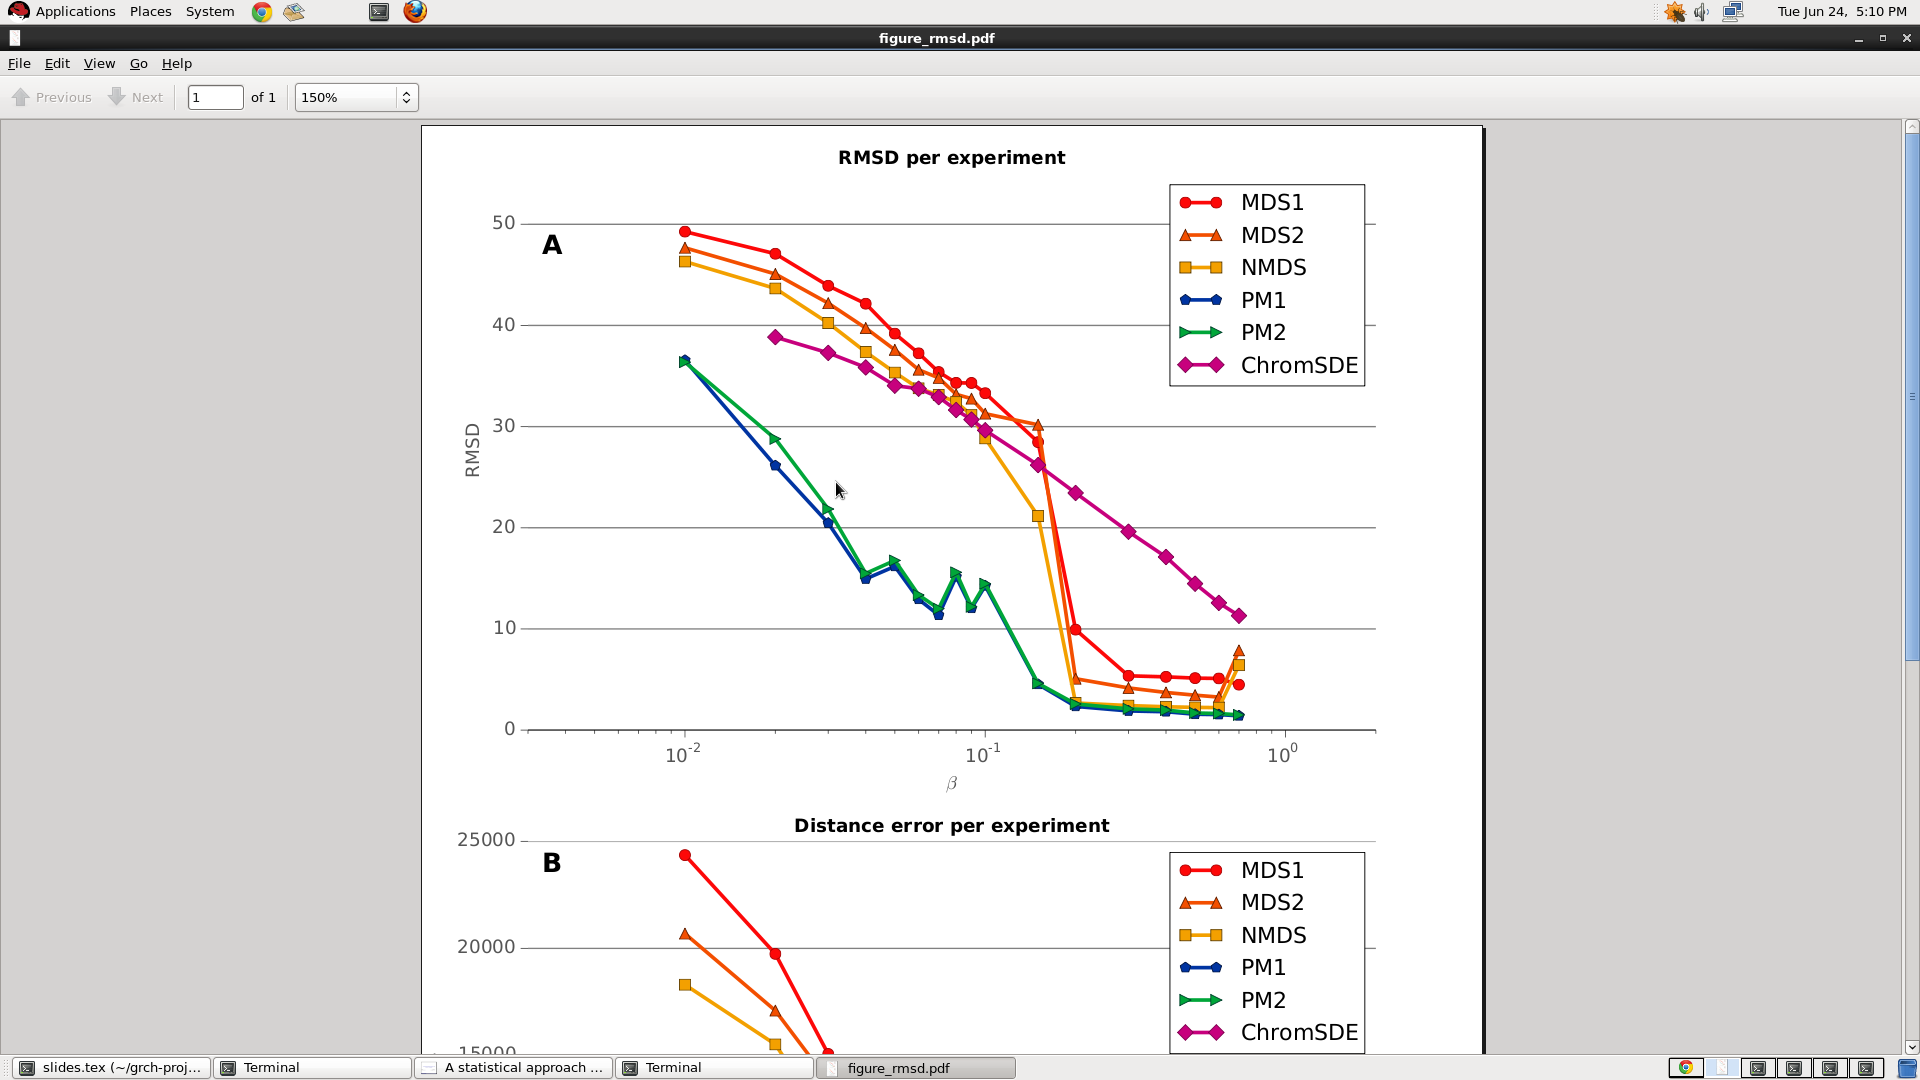 Applications Places System Tue Jun 24, 5:10 PM
figure_rmsd.pdf
File Edit View Go Help
Previous Next 1 of 1 150%
RMSD per experiment
A
50
40
30
20
10
0
RMSD
10-2 10-1 100
β
MDS1
MDS2
NMDS
PM1
PM2
ChromSDE
Distance error per experiment
B
25000
20000
15000
MDS1
MDS2
NMDS
PM1
PM2
ChromSDE
slides.tex (~/grch-proj... Terminal A statistical approach ... Terminal figure_rmsd.pdf